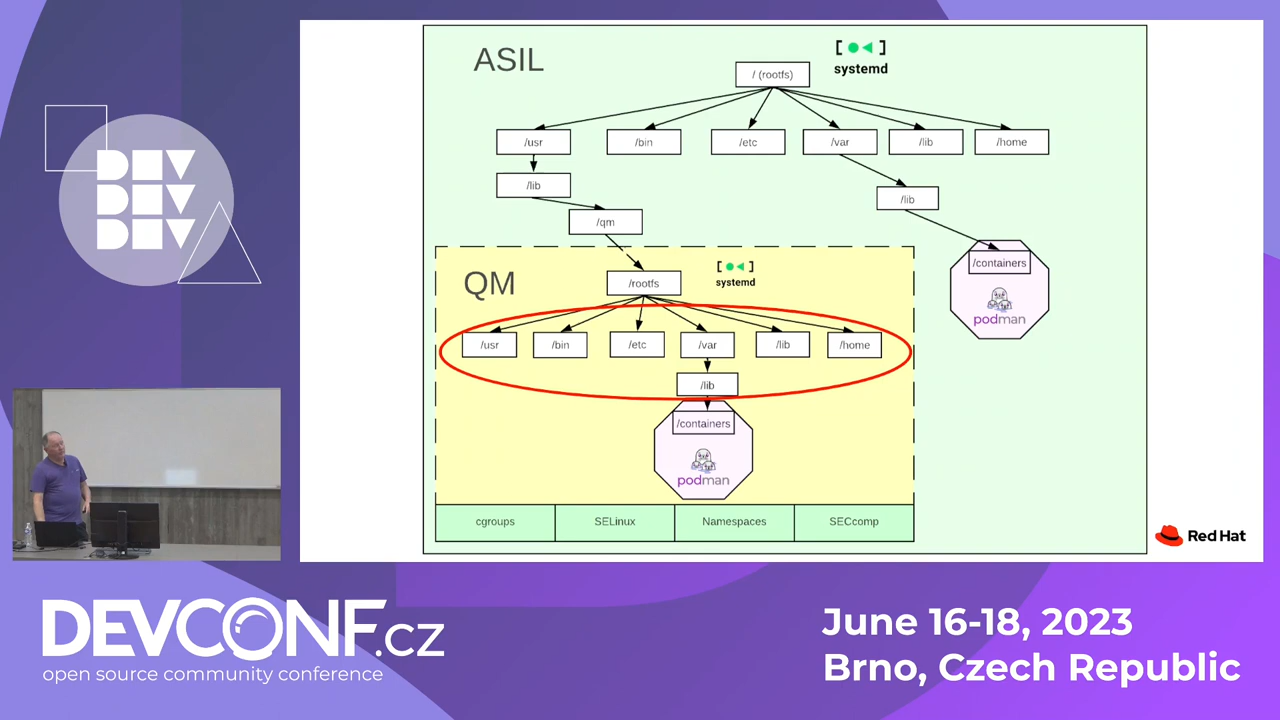 ASIL
[ ]
systemd
/ (rootfs)
/usr
/bin
/etc
/var
/lib
/home
/lib
/lib
/qm
/containers
podman
QM
[ ]
systemd
/rootfs
/usr
/bin
/etc
/var
/lib
/home
/lib
/containers
podman
cgroups
SELinux
Namespaces
SECcomp
Red Hat
DEV
DEV
DEV
DEVCONF.cz
open source community conference
June 16-18, 2023
Brno, Czech Republic